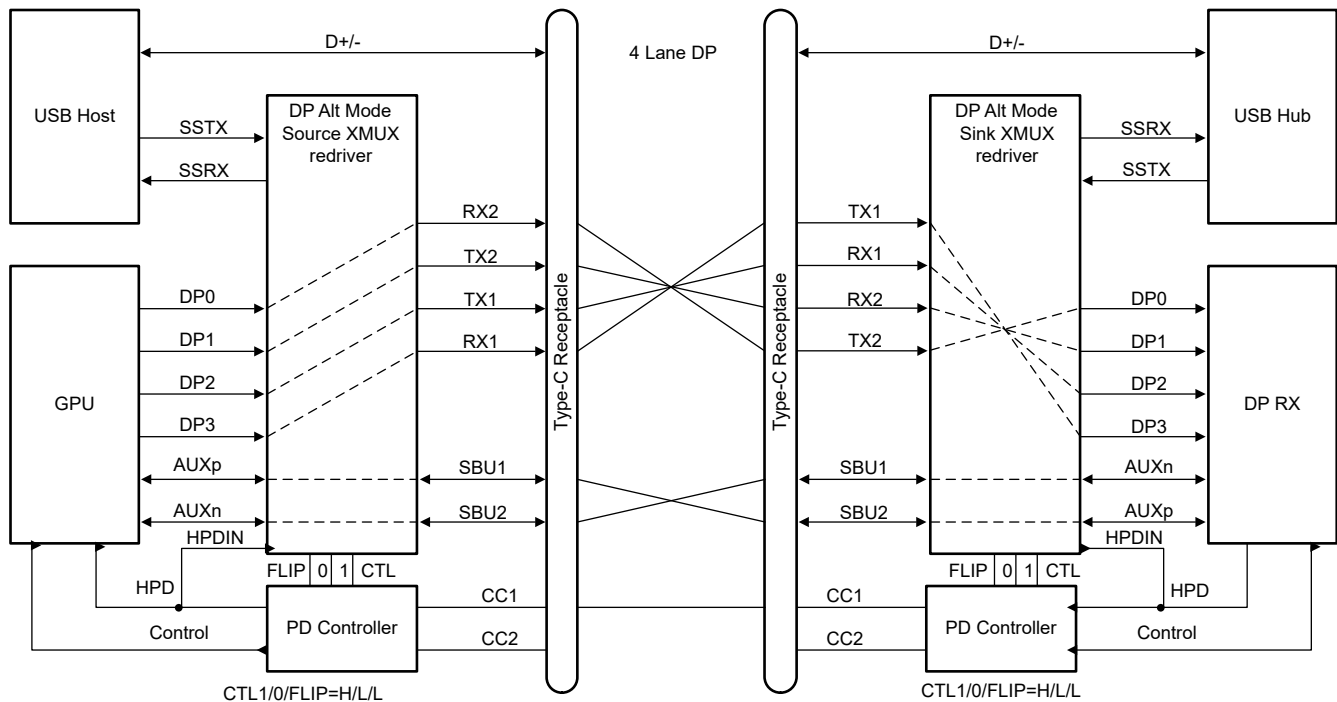 D+/-
4 Lane DP
D+/-
USB Host
DP Alt Mode
Source XMUX
redriver
DP Alt Mode
Sink XMUX
redriver
USB Hub
SSTX
SSRX
SSRX
SSTX
RX2
TX2
TX1
RX1
TX1
RX1
RX2
TX2
Type-C Receptacle
Type-C Receptacle
GPU
DP0
DP1
DP2
DP3
AUXp
AUXn
SBU1
SBU2
SBU1
SBU2
DP0
DP1
DP2
DP3
AUXn
AUXp
DP RX
HPDIN
HPDIN
FLIP 0 1 CTL
FLIP 0 1 CTL
HPD
HPD
Control
Control
PD Controller
PD Controller
CC1
CC2
CC1
CC2
CTL1/0/FLIP=H/L/L
CTL1/0/FLIP=H/L/L